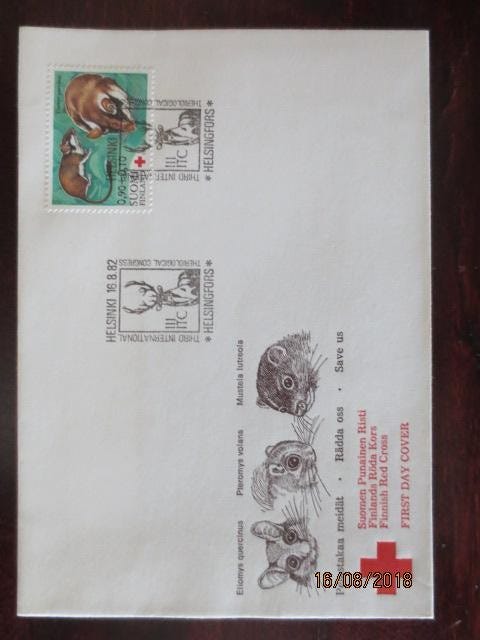 0,90+0,10
SUOMI
FINLAND
HELSINKI
THERIOLOGICAL CONGRESS
III
ITC
THIRD INTER
* HELSINGFORS *
HELSINKI 16.8.82
THERIOLOGICAL CONGRESS
III
ITC
THIRD INTERNATIONAL
* HELSINGFORS *
Eliomys quercinus
Pteromys volans
Mustela lutreola
Pelastakaa meidät · Rädda oss · Save us
Suomen Punainen Risti
Finlands Röda Kors
Finnish Red Cross
FIRST DAY COVER
16/08/2018